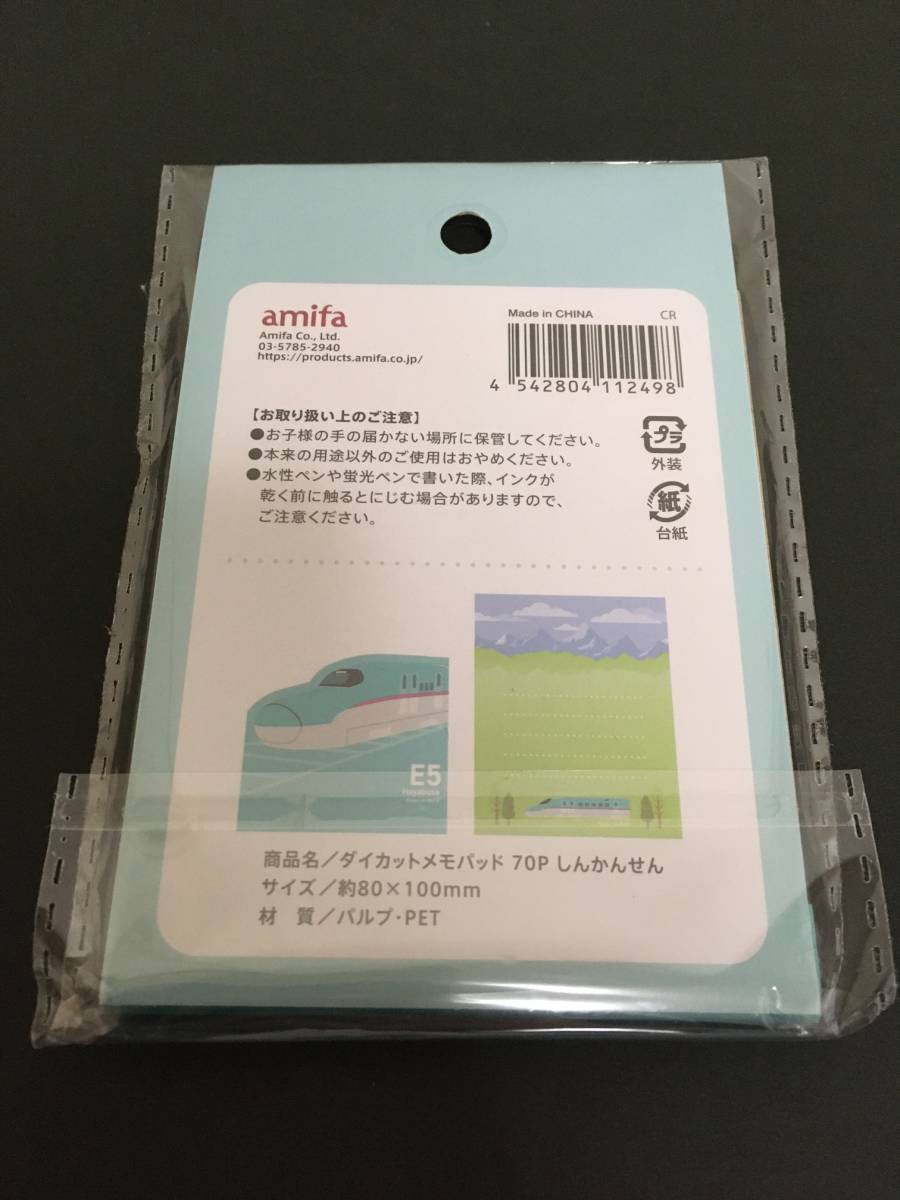 amifa
Amifa Co., Ltd.
03-5785-2940
https://products.amifa.co.jp/
Made in CHINA
CR
4 542804 112498
【お取り扱い上のご注意】
●お子様の手の届かない場所に保管してください。
●本来の用途以外のご使用はおやめください。
●水性ペンや蛍光ペンで書いた際、インクが
乾く前に触るとにじむ場合がありますので、
ご注意ください。
プラ
外装
紙
台紙
E5
Hayabusa
商品名／ダイカットメモパッド 70P しんかんせん
サイズ／約80×100mm
材　質／パルプ・PET